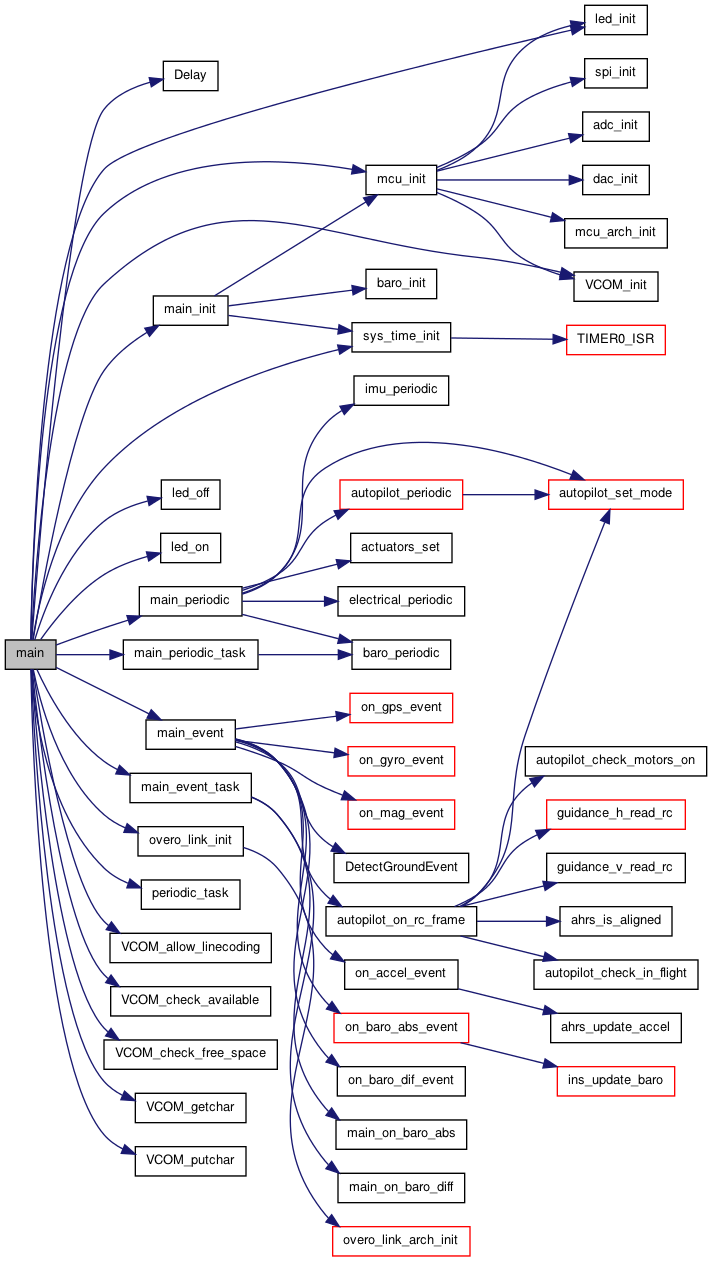 led_init
Delay
spi_init
adc_init
mcu_init
dac_init
mcu_arch_init
baro_init
VCOM_init
main_init
sys_time_init
TIMER0_ISR
imu_periodic
led_off
autopilot_periodic
autopilot_set_mode
led_on
actuators_set
main_periodic
electrical_periodic
main
main_periodic_task
baro_periodic
on_gps_event
main_event
on_gyro_event
autopilot_check_motors_on
main_event_task
on_mag_event
guidance_h_read_rc
overo_link_init
DetectGroundEvent
guidance_v_read_rc
periodic_task
autopilot_on_rc_frame
ahrs_is_aligned
VCOM_allow_linecoding
on_accel_event
autopilot_check_in_flight
VCOM_check_available
on_baro_abs_event
ahrs_update_accel
VCOM_check_free_space
on_baro_dif_event
ins_update_baro
VCOM_getchar
main_on_baro_abs
VCOM_putchar
main_on_baro_diff
overo_link_arch_init